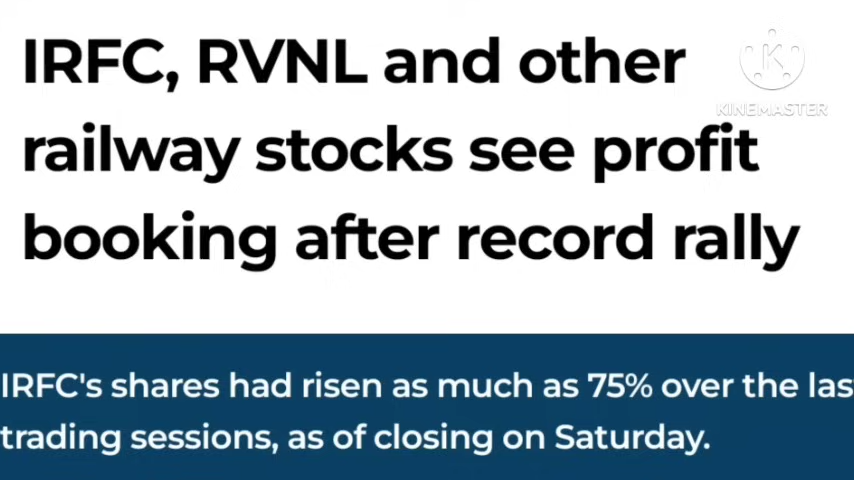 IRFC, RVNL and other
railway stocks see profit
booking after record rally
K
KINEMASTER
IRFC's shares had risen as much as 75% over the las
trading sessions, as of closing on Saturday.